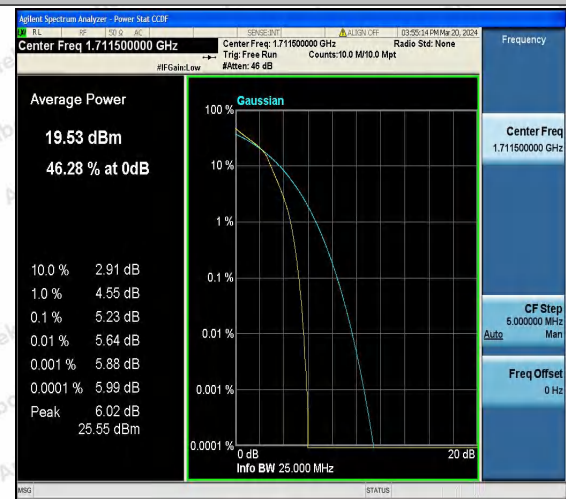 Agilent Spectrum Analyzer - Power Stat CCDF
RL RF 50 Ω AC SENSE:INT ALIGN OFF 03:55:14 PM Mar 20, 2024
Center Freq 1.711500000 GHz
Center Freq: 1.711500000 GHz Radio Std: None
Trig: Free Run Counts:10.0 M/10.0 Mpt
#IFGain:Low #Atten: 46 dB
Frequency
Average Power
19.53 dBm
46.28 % at 0dB
10.0 % 2.91 dB
1.0 % 4.55 dB
0.1 % 5.23 dB
0.01 % 5.64 dB
0.001 % 5.88 dB
0.0001 % 5.99 dB
Peak 6.02 dB
25.55 dBm
Gaussian
100 %
10 %
1 %
0.1 %
0.01 %
0.001 %
0.0001 %
0 dB 20 dB
Info BW 25.000 MHz
Center Freq
1.711500000 GHz
CF Step
5.000000 MHz
Auto Man
Freq Offset
0 Hz
MSG STATUS